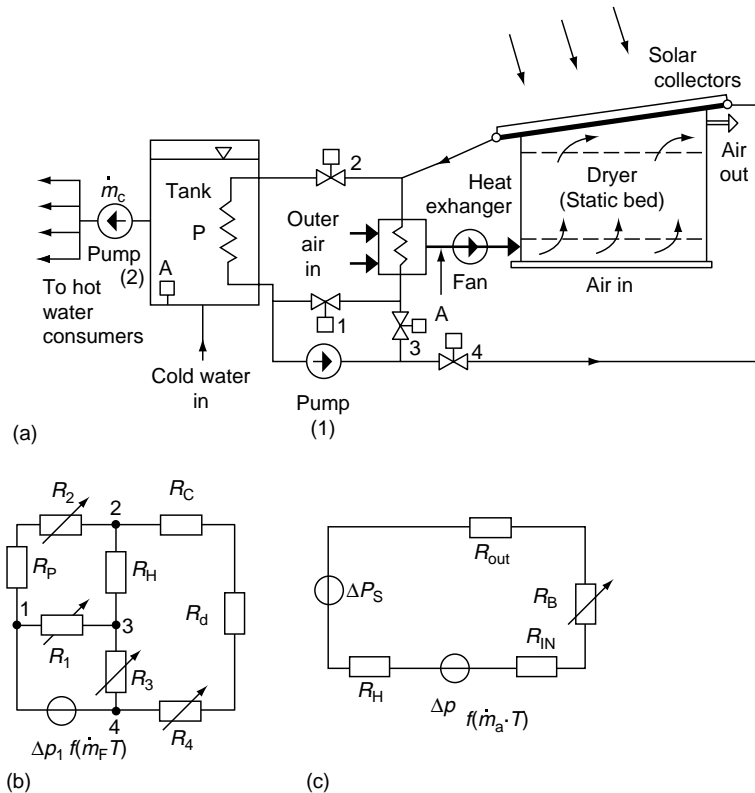 Solar
collectors
2
Air
out
ṁc
Tank
Heat
exhanger
Dryer
(Static bed)
P
Outer
air
in
Pump
(2)
A
Fan
Air in
To hot
water
consumers
1
A
3
4
Cold water
in
Pump
(1)
(a)
R2
2
RC
RP
RH
Rd
1
3
R1
R3
4
R4
Δp1 f(ṁFT)
(b)
Rout
ΔPS
RB
RIN
RH
Δp f(ṁa·T)
(c)